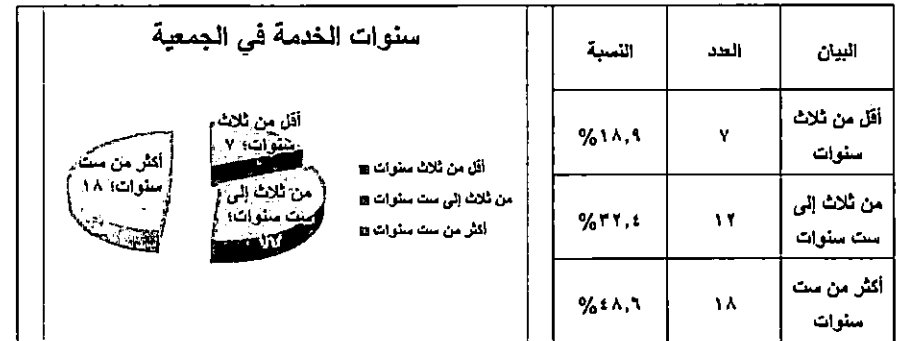 البيان العدد النسبة
أقل من ثلاث
سنوات
٧
%١٨,٩
من ثلاث إلى
ست سنوات
١٢
%٣٢,٤
أكثر من ست
سنوات
١٨
%٤٨,٦
سنوات الخدمة في الجمعية
أقل من ثلاث
سنوات؛ ٧
من ثلاث إلى
ست سنوات؛
١٢
أكثر من ست
سنوات؛ ١٨
أقل من ثلاث سنوات
من ثلاث إلى ست سنوات
أكثر من ست سنوات